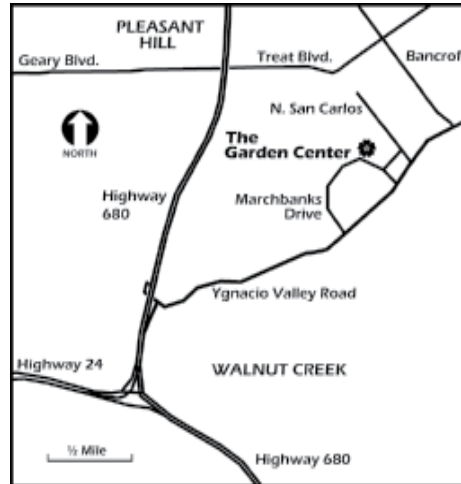 PLEASANT
HILL
Geary Blvd.
Treat Blvd.
Bancrof
N. San Carlos
NORTH
The
Garden Center
Highway
680
Marchbanks
Drive
Ygnacio Valley Road
Highway 24
WALNUT CREEK
½ Mile
Highway 680